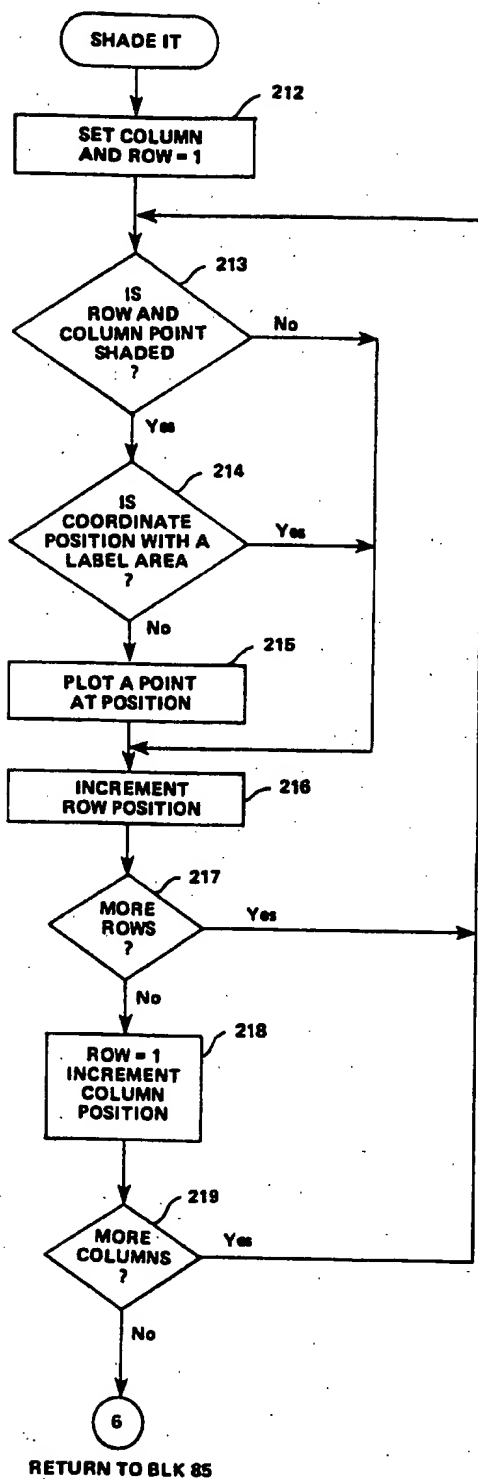 SHADE IT
212
SET COLUMN
AND ROW = 1
213
IS
ROW AND
COLUMN POINT
SHADED
?
No
Yes
214
IS
COORDINATE
POSITION WITH A
LABEL AREA
?
Yes
No
215
PLOT A POINT
AT POSITION
INCREMENT
ROW POSITION
216
217
MORE
ROWS
?
Yes
No
218
ROW = 1
INCREMENT
COLUMN
POSITION
219
MORE
COLUMNS
?
Yes
No
6
RETURN TO BLK 85